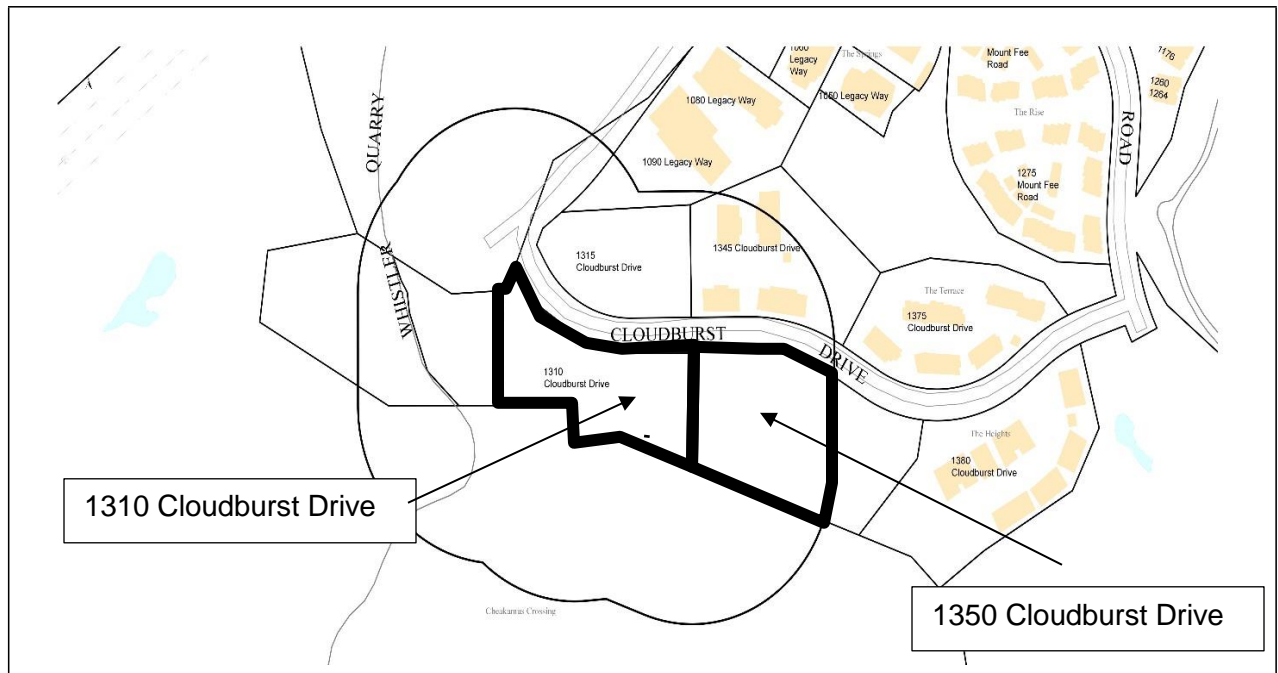 1176
1260
1264
Mount Fee
Road
The Rise
ROAD
1275
Mount Fee
Road
1060
Legacy
Way
The Springs
1080 Legacy Way
1050 Legacy Way
1090 Legacy Way
QUARRY
WHISTLER
1315
Cloudburst Drive
1345 Cloudburst Drive
The Terrace
1375
Cloudburst Drive
CLOUDBURST
DRIVE
1310
Cloudburst Drive
The Heights
1380
Cloudburst Drive
1310 Cloudburst Drive
1350 Cloudburst Drive
Cheakamus Crossing